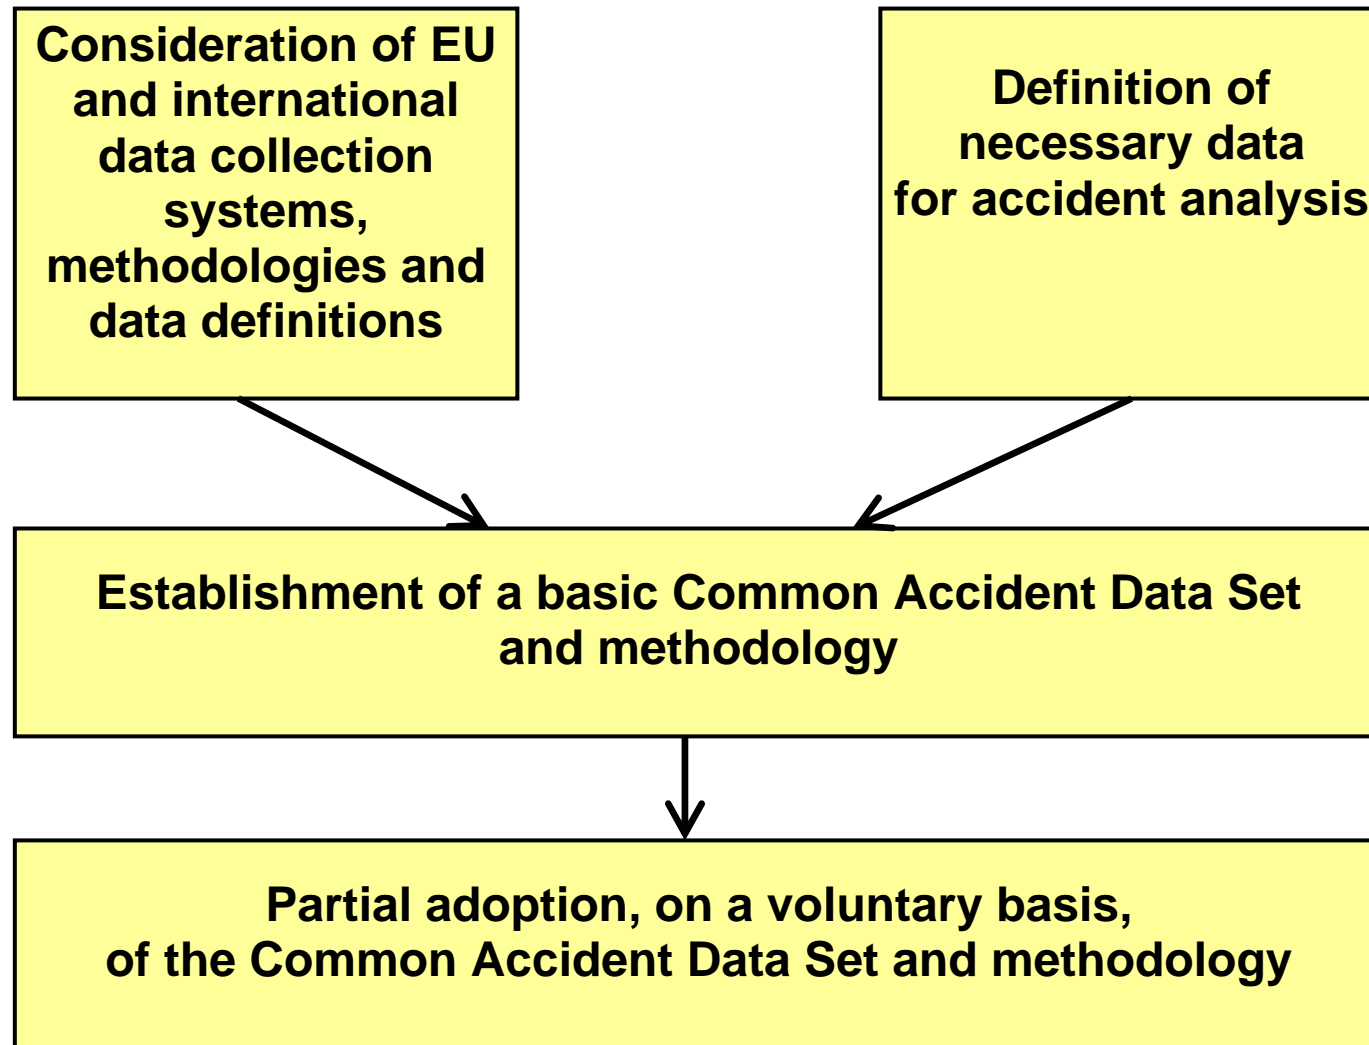 Consideration of EU
and international
data collection
systems,
methodologies and
data definitions
Definition of
necessary data
for accident analysis
Establishment of a basic Common Accident Data Set
and methodology
Partial adoption, on a voluntary basis,
of the Common Accident Data Set and methodology